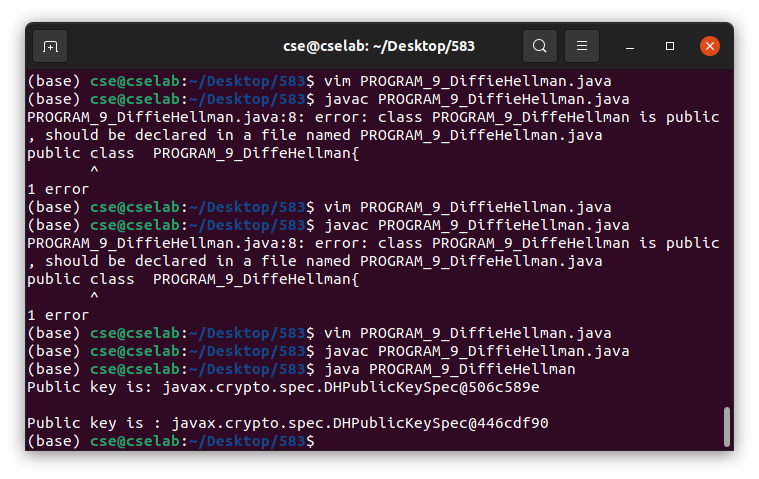 cse@cselab: ~/Desktop/583
(base) cse@cselab:~/Desktop/583$ vim PROGRAM_9_DiffieHellman.java
(base) cse@cselab:~/Desktop/583$ javac PROGRAM_9_DiffieHellman.java
PROGRAM_9_DiffieHellman.java:8: error: class PROGRAM_9_DiffeHellman is public
, should be declared in a file named PROGRAM_9_DiffeHellman.java
public class  PROGRAM_9_DiffeHellman{
       ^
1 error
(base) cse@cselab:~/Desktop/583$ vim PROGRAM_9_DiffieHellman.java
(base) cse@cselab:~/Desktop/583$ javac PROGRAM_9_DiffieHellman.java
PROGRAM_9_DiffieHellman.java:8: error: class PROGRAM_9_DiffeHellman is public
, should be declared in a file named PROGRAM_9_DiffeHellman.java
public class  PROGRAM_9_DiffeHellman{
       ^
1 error
(base) cse@cselab:~/Desktop/583$ vim PROGRAM_9_DiffieHellman.java
(base) cse@cselab:~/Desktop/583$ javac PROGRAM_9_DiffieHellman.java
(base) cse@cselab:~/Desktop/583$ java PROGRAM_9_DiffieHellman
Public key is: javax.crypto.spec.DHPublicKeySpec@506c589e

Public key is : javax.crypto.spec.DHPublicKeySpec@446cdf90
(base) cse@cselab:~/Desktop/583$